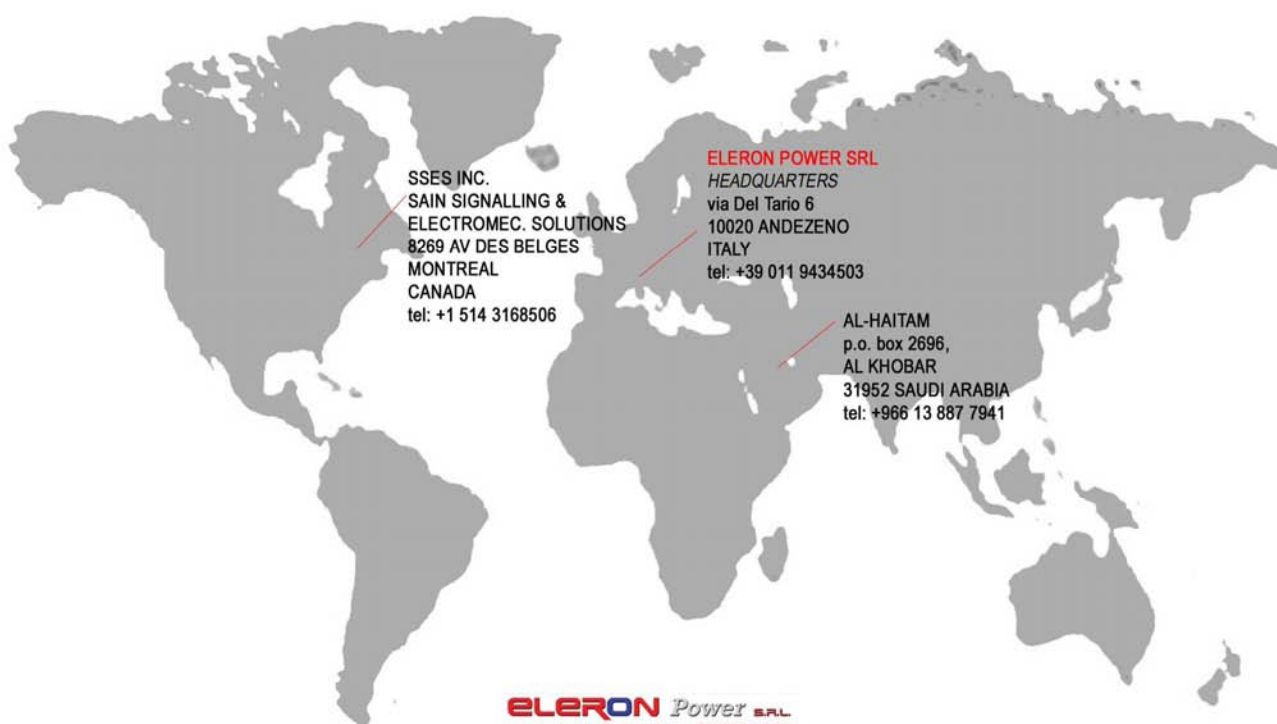 SSES INC.
SAIN SIGNALLING &
ELECTROMEC. SOLUTIONS
8269 AV DES BELGES
MONTREAL
CANADA
tel: +1 514 3168506
ELERON POWER SRL
HEADQUARTERS
via Del Tario 6
10020 ANDEZENO
ITALY
tel: +39 011 9434503
AL-HAITAM
p.o. box 2696,
AL KHOBAR
31952 SAUDI ARABIA
tel: +966 13 887 7941
eLeRON Power S.R.L.